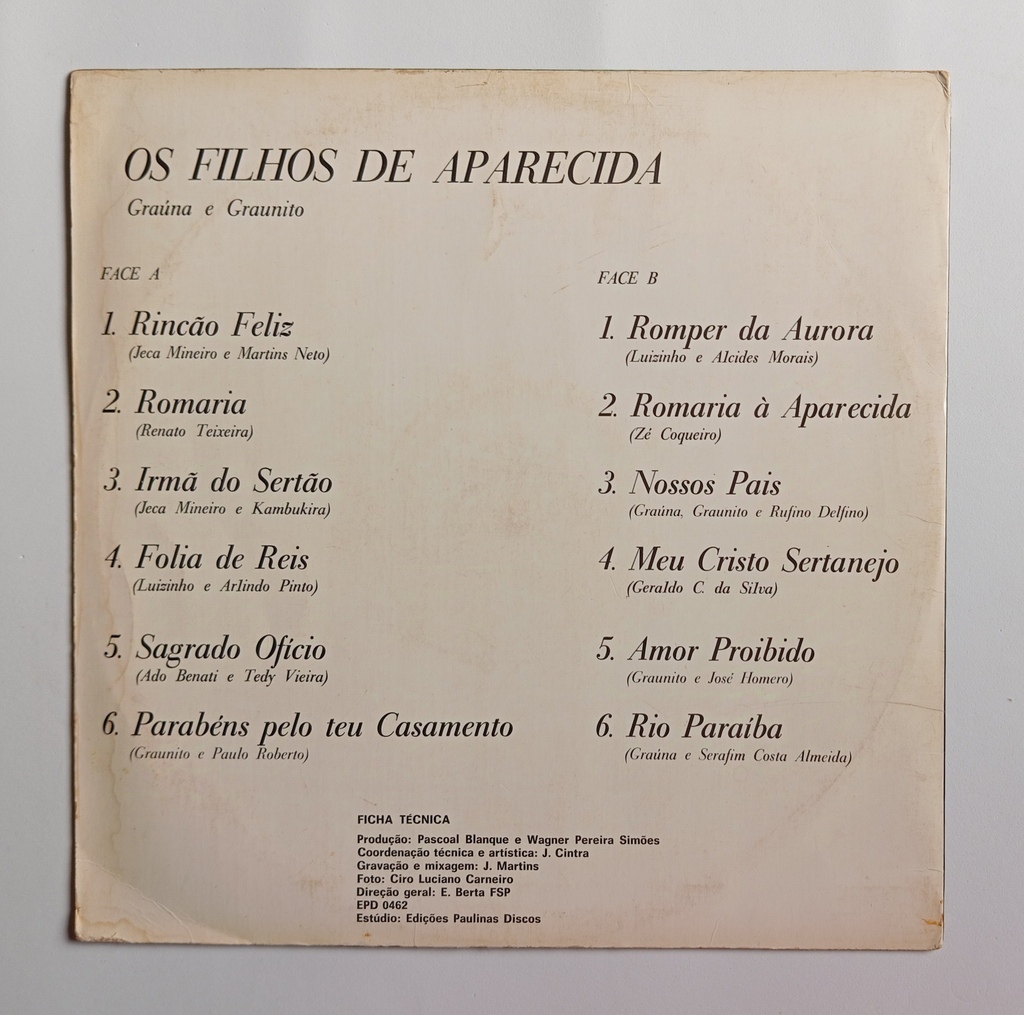 OS FILHOS DE APARECIDA
Graúna e Graunito
FACE A
1. Rincão Feliz
(Jeca Mineiro e Martins Neto)
2. Romaria
(Renato Teixeira)
3. Irmã do Sertão
(Jeca Mineiro e Kambukira)
4. Folia de Reis
(Luizinho e Arlindo Pinto)
5. Sagrado Ofício
(Ado Benati e Tedy Vieira)
6. Parabéns pelo teu Casamento
(Graunito e Paulo Roberto)
FACE B
1. Romper da Aurora
(Luizinho e Alcides Morais)
2. Romaria à Aparecida
(Zé Coqueiro)
3. Nossos Pais
(Graúna, Graunito e Rufino Delfino)
4. Meu Cristo Sertanejo
(Geraldo C. da Silva)
5. Amor Proibido
(Graunito e José Homero)
6. Rio Paraíba
(Graúna e Serafim Costa Almeida)
FICHA TÉCNICA
Produção: Pascoal Blanque e Wagner Pereira Simões
Coordenação técnica e artística: J. Cintra
Gravação e mixagem: J. Martins
Foto: Ciro Luciano Carneiro
Direção geral: E. Berta FSP
EPD 0462
Estúdio: Edições Paulinas Discos